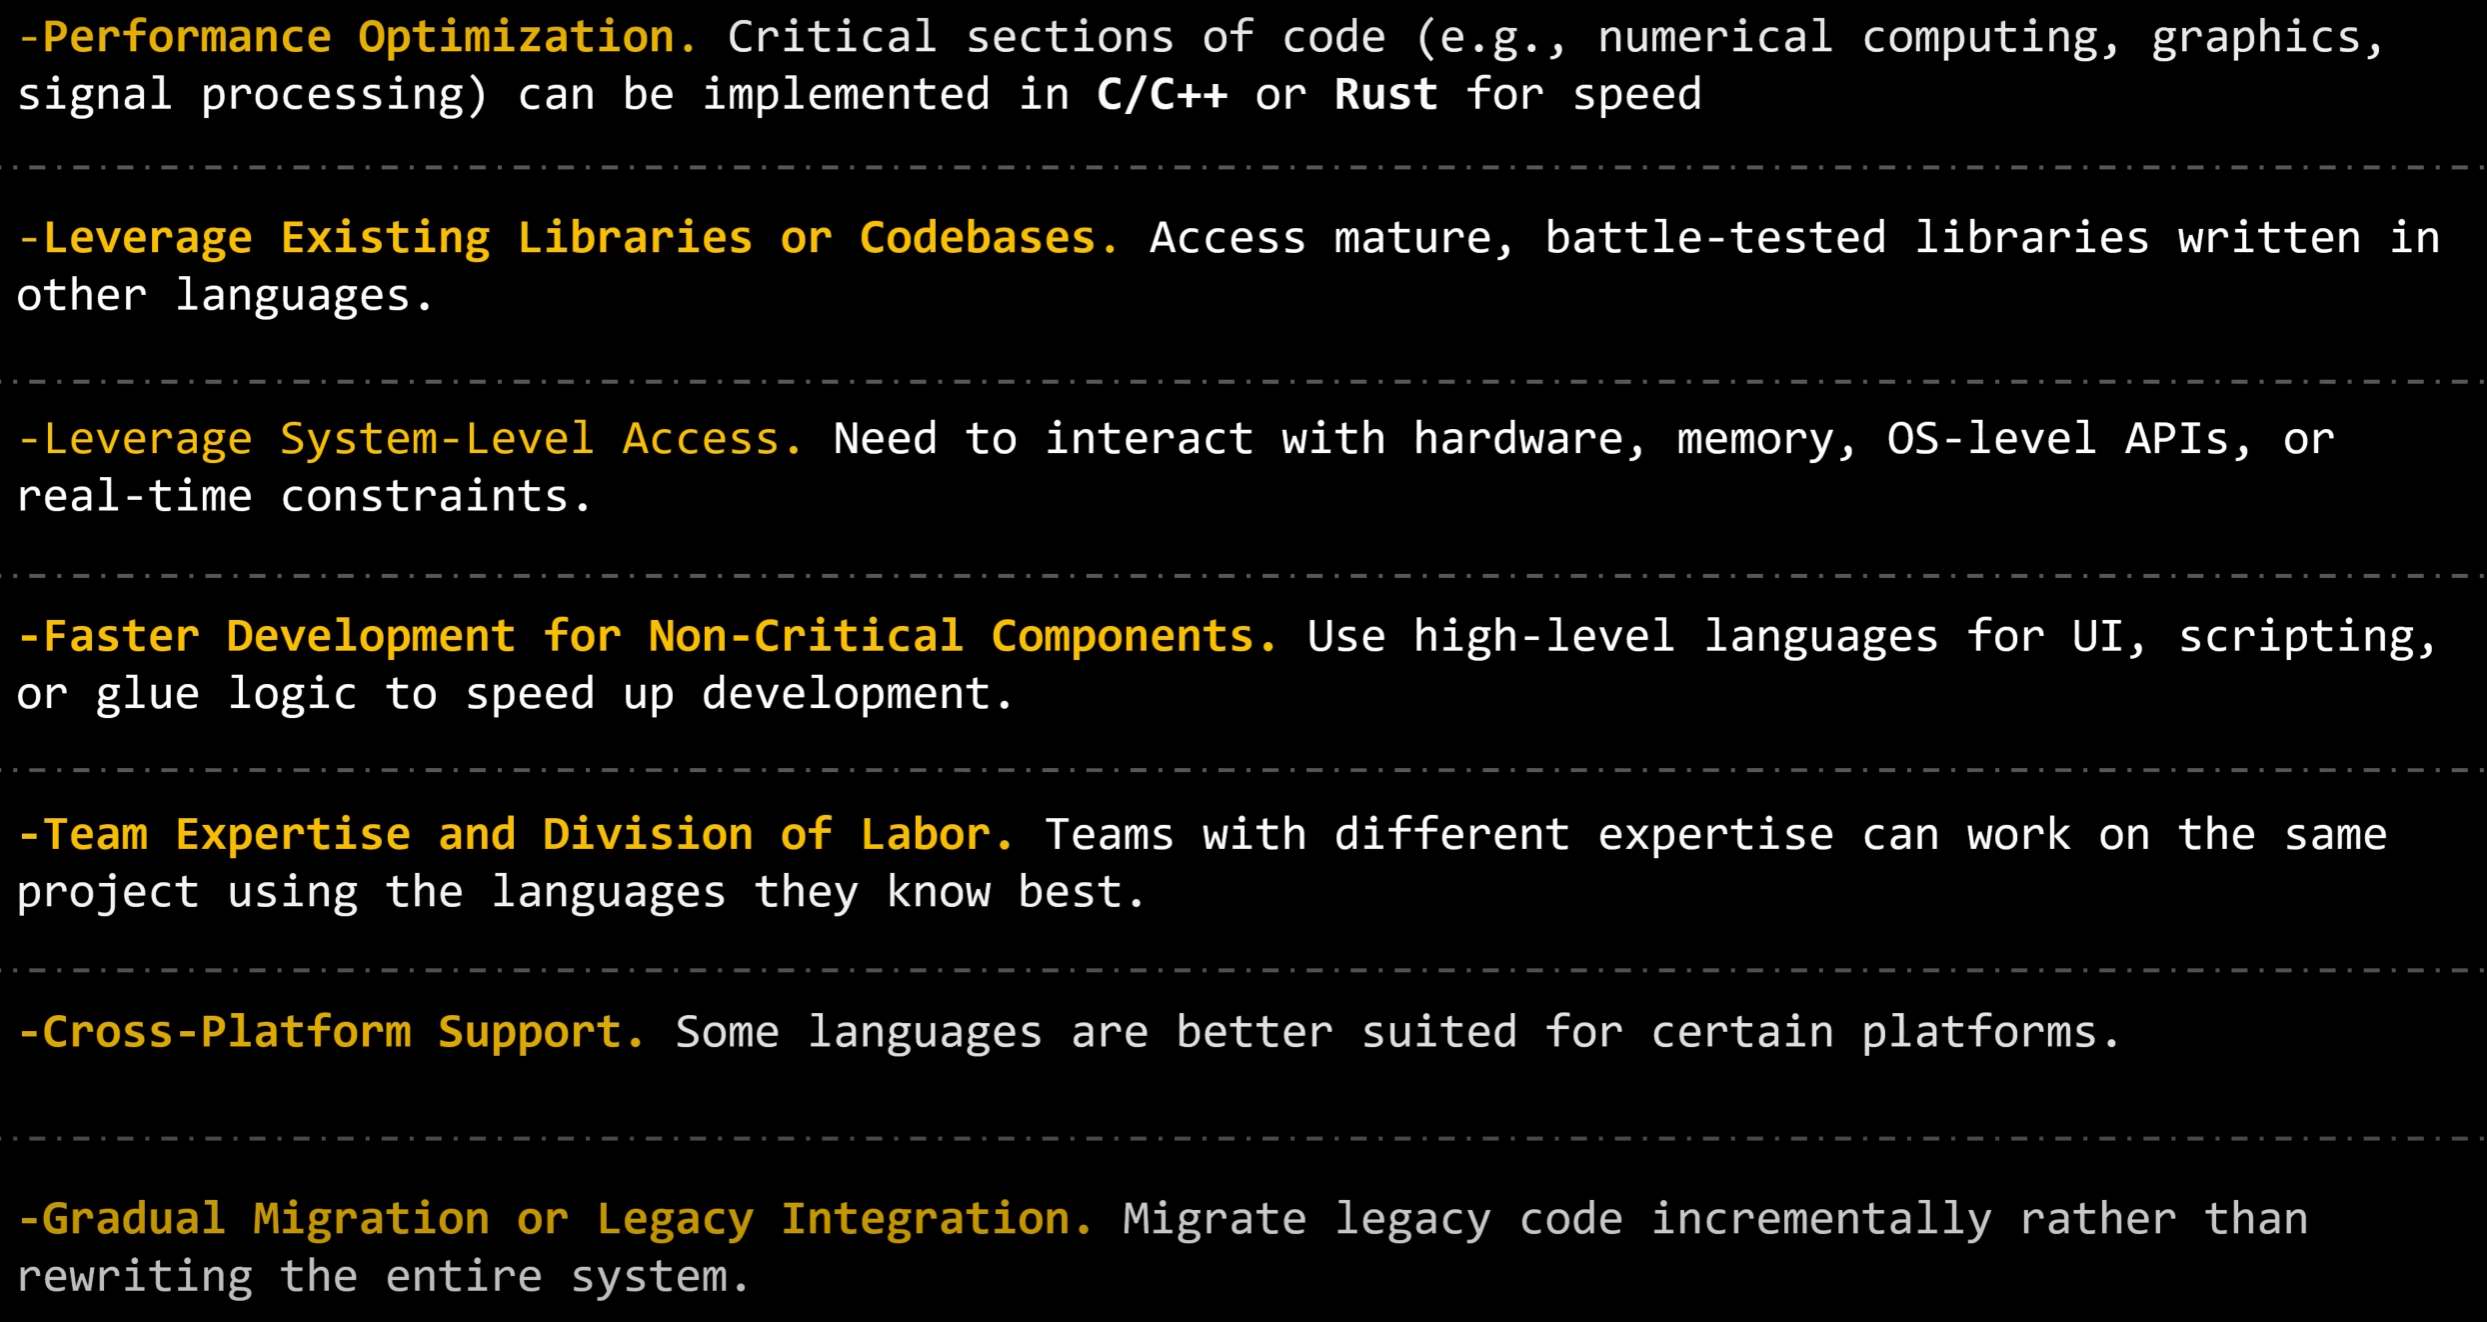 -Performance Optimization. Critical sections of code (e.g., numerical computing, graphics,
signal processing) can be implemented in C/C++ or Rust for speed
-Leverage Existing Libraries or Codebases. Access mature, battle-tested libraries written in
other languages.
-Leverage System-Level Access. Need to interact with hardware, memory, OS-level APIs, or
real-time constraints.
-Faster Development for Non-Critical Components. Use high-level languages for UI, scripting,
or glue logic to speed up development.
-Team Expertise and Division of Labor. Teams with different expertise can work on the same
project using the languages they know best.
-Cross-Platform Support. Some languages are better suited for certain platforms.
-Gradual Migration or Legacy Integration. Migrate legacy code incrementally rather than
rewriting the entire system.